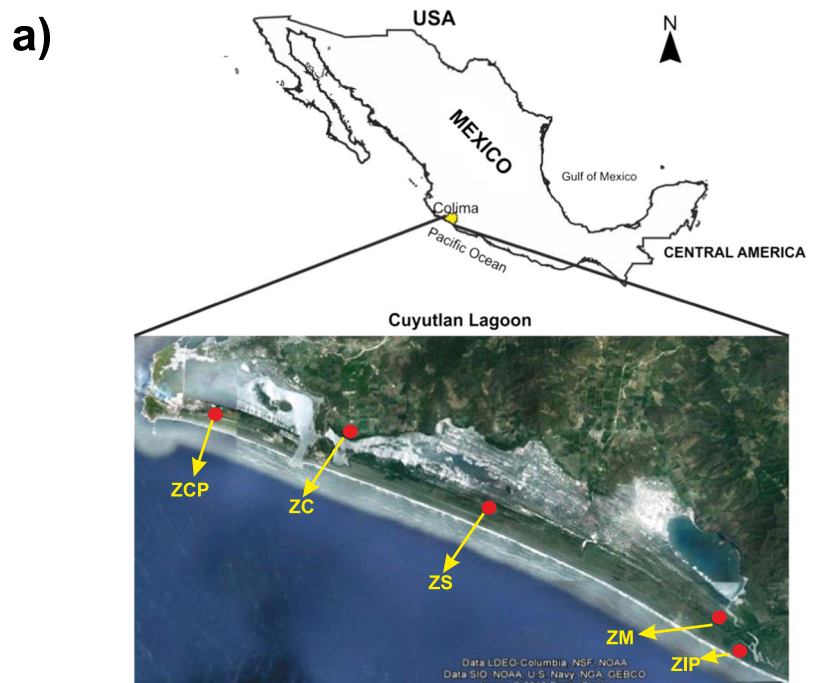 a)
USA
N
MEXICO
Gulf of Mexico
Colima
Pacific Ocean
CENTRAL AMERICA
Cuyutlan Lagoon
ZCP
ZC
ZS
ZM
ZIP
Data LDEO-Columbia, NSF, NOAA
Data SIO, NOAA, U.S. Navy, NGA, GEBCO